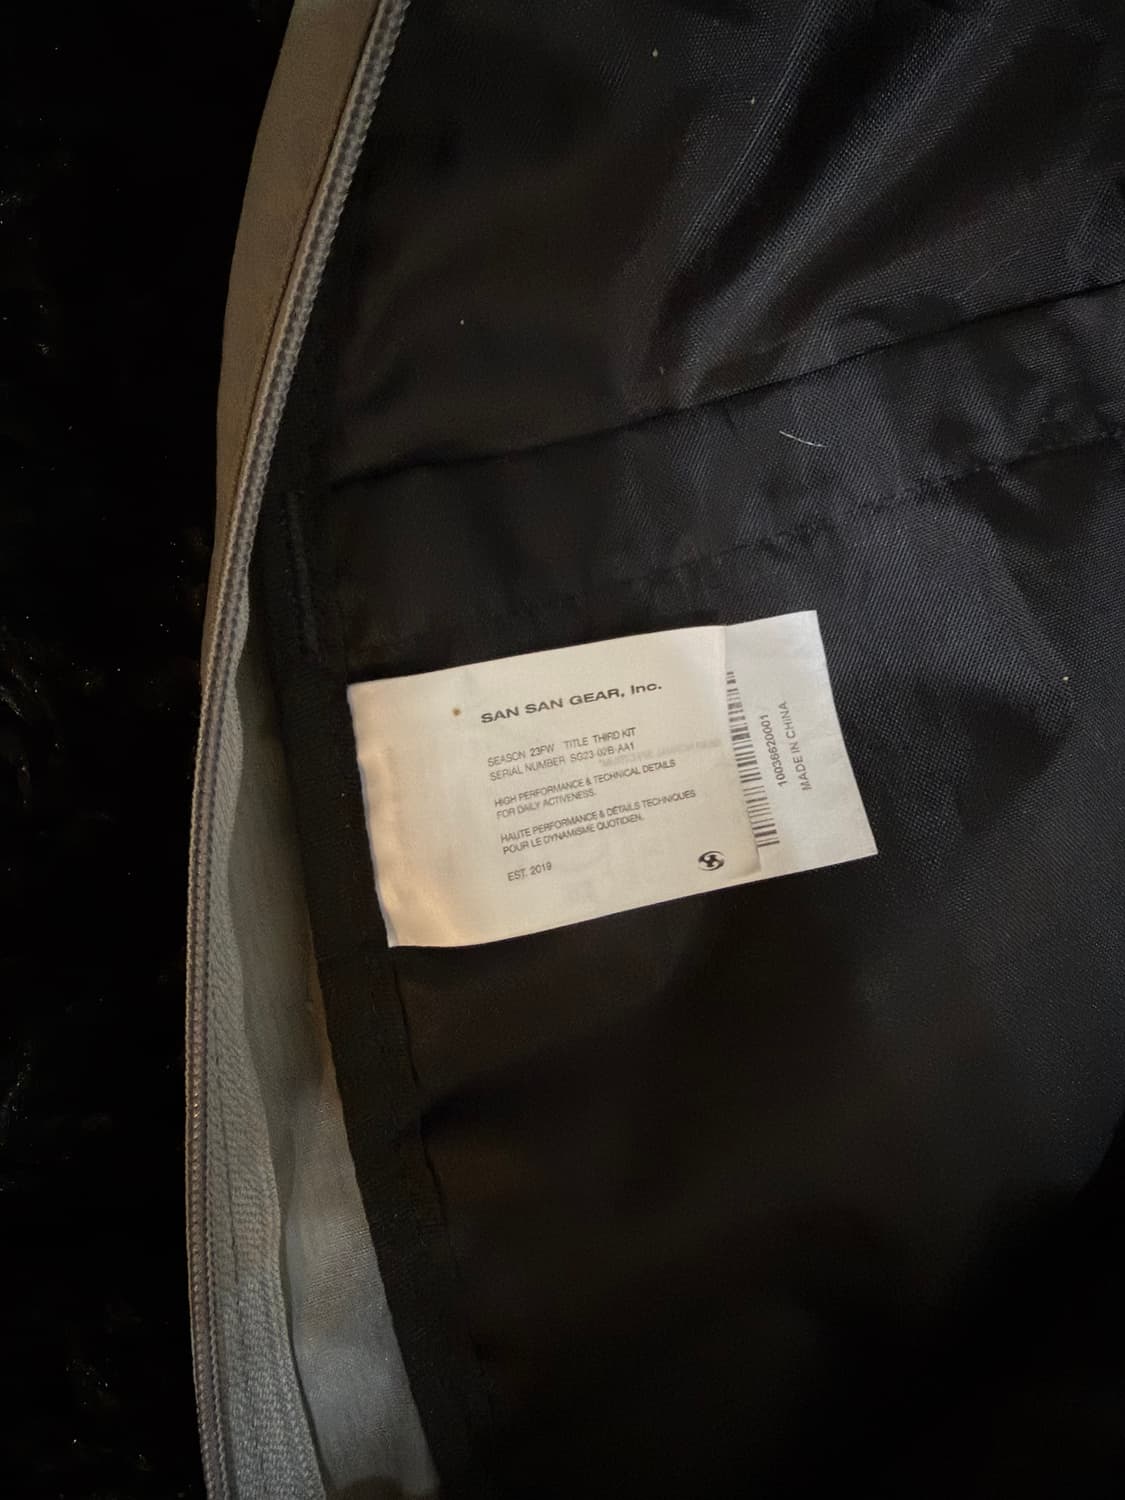 SAN SAN GEAR, Inc.
SEASON 23FW TITLE THIRD KIT
SERIAL NUMBER SG23-02B-AA1
HIGH PERFORMANCE & TECHNICAL DETAILS
FOR DAILY ACTIVENESS.
HAUTE PERFORMANCE & DÉTAILS TECHNIQUES
POUR LE DYNAMISME QUOTIDIEN.
EST. 2019
10036620001
MADE IN CHINA